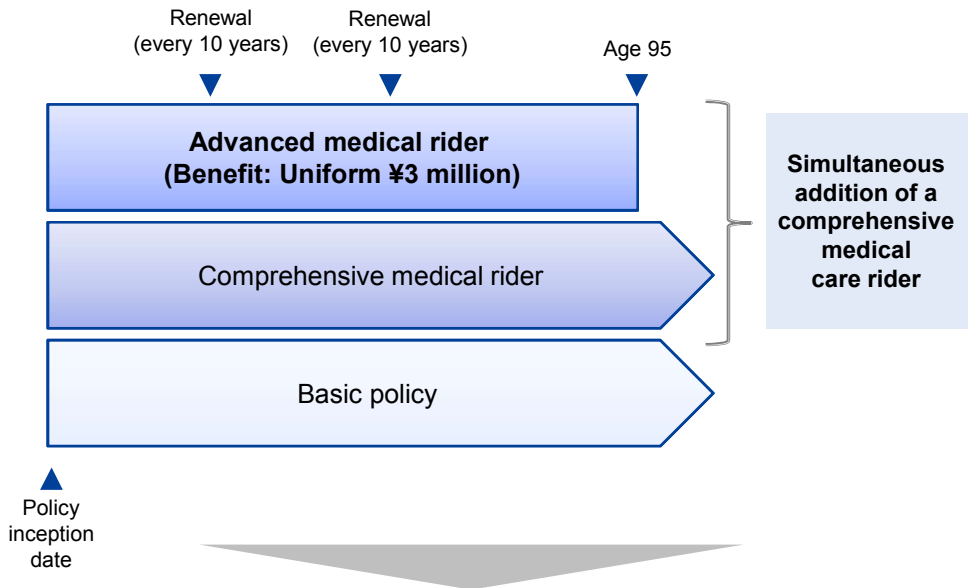 Renewal
(every 10 years)
Renewal
(every 10 years)
Age 95
Advanced medical rider
(Benefit: Uniform ¥3 million)
Comprehensive medical rider
Basic policy
Simultaneous
addition of a
comprehensive
medical
care rider
Policy
inception
date